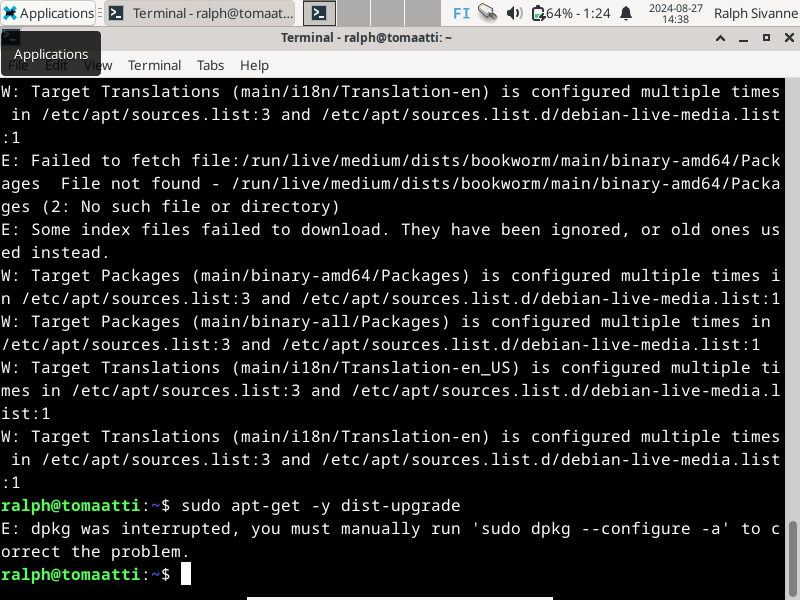 Applications
Terminal - ralph@tomaat...
FI
64% - 1:24
2024-08-27
14:38
Ralph Sivanne
Terminal - ralph@tomaatti: ~
Applications
File Edit View Terminal Tabs Help
W: Target Translations (main/i18n/Translation-en) is configured multiple times
 in /etc/apt/sources.list:3 and /etc/apt/sources.list.d/debian-live-media.list
:1
E: Failed to fetch file:/run/live/medium/dists/bookworm/main/binary-amd64/Pack
ages  File not found - /run/live/medium/dists/bookworm/main/binary-amd64/Packa
ges (2: No such file or directory)
E: Some index files failed to download. They have been ignored, or old ones us
ed instead.
W: Target Packages (main/binary-amd64/Packages) is configured multiple times i
n /etc/apt/sources.list:3 and /etc/apt/sources.list.d/debian-live-media.list:1
W: Target Packages (main/binary-all/Packages) is configured multiple times in 
/etc/apt/sources.list:3 and /etc/apt/sources.list.d/debian-live-media.list:1
W: Target Translations (main/i18n/Translation-en_US) is configured multiple ti
mes in /etc/apt/sources.list:3 and /etc/apt/sources.list.d/debian-live-media.l
ist:1
W: Target Translations (main/i18n/Translation-en) is configured multiple times
 in /etc/apt/sources.list:3 and /etc/apt/sources.list.d/debian-live-media.list
:1
ralph@tomaatti:~$ sudo apt-get -y dist-upgrade
E: dpkg was interrupted, you must manually run 'sudo dpkg --configure -a' to c
orrect the problem.
ralph@tomaatti:~$